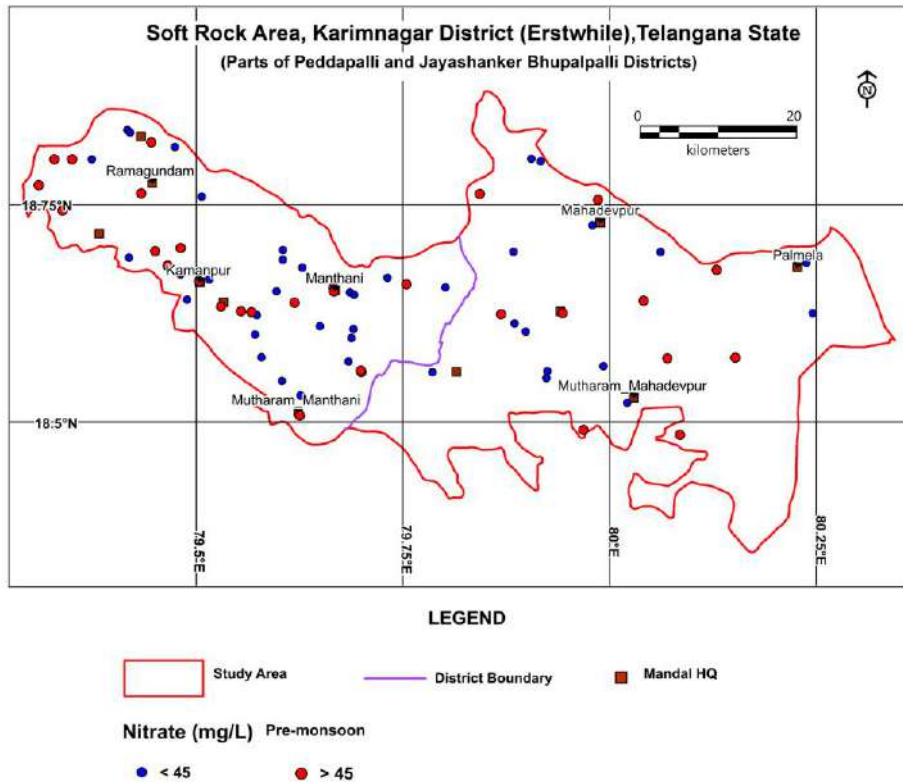 Soft Rock Area, Karimnagar District (Erstwhile),Telangana State
(Parts of Peddapalli and Jayashanker Bhupalpalli Districts)
N
0 20
kilometers
Ramagundam
18.75°N
Mahadevpur
Palmela
Kamanpur
Manthani
Mutharam_Manthani
Mutharam_Mahadevpur
18.5°N
79.5°E
79.75°E
80°E
80.25°E
LEGEND
Study Area
District Boundary
Mandal HQ
Nitrate (mg/L) Pre-monsoon
< 45
> 45